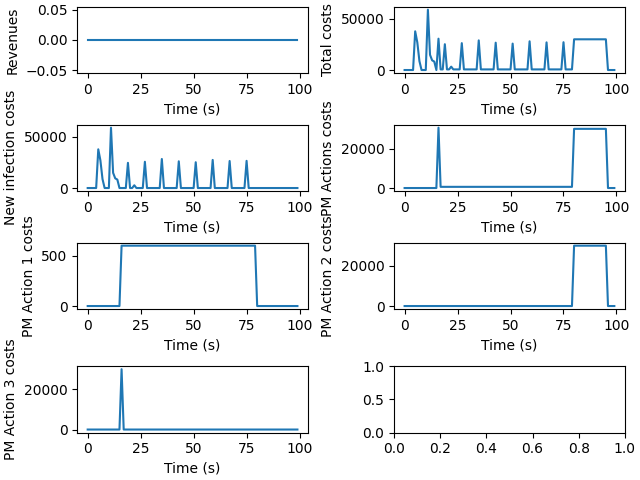 Revenues
0.05
0.00
−0.05
0 25 50 75 100
Time (s)
Total costs
50000
0
0 25 50 75 100
Time (s)
New infection costs
50000
0
0 25 50 75 100
Time (s)
PM Actions costs
20000
0
0 25 50 75 100
Time (s)
PM Action 1 costs
500
0
0 25 50 75 100
Time (s)
PM Action 2 costs
20000
0
0 25 50 75 100
Time (s)
PM Action 3 costs
20000
0
0 25 50 75 100
Time (s)
1.0
0.5
0.0
0.0 0.2 0.4 0.6 0.8 1.0